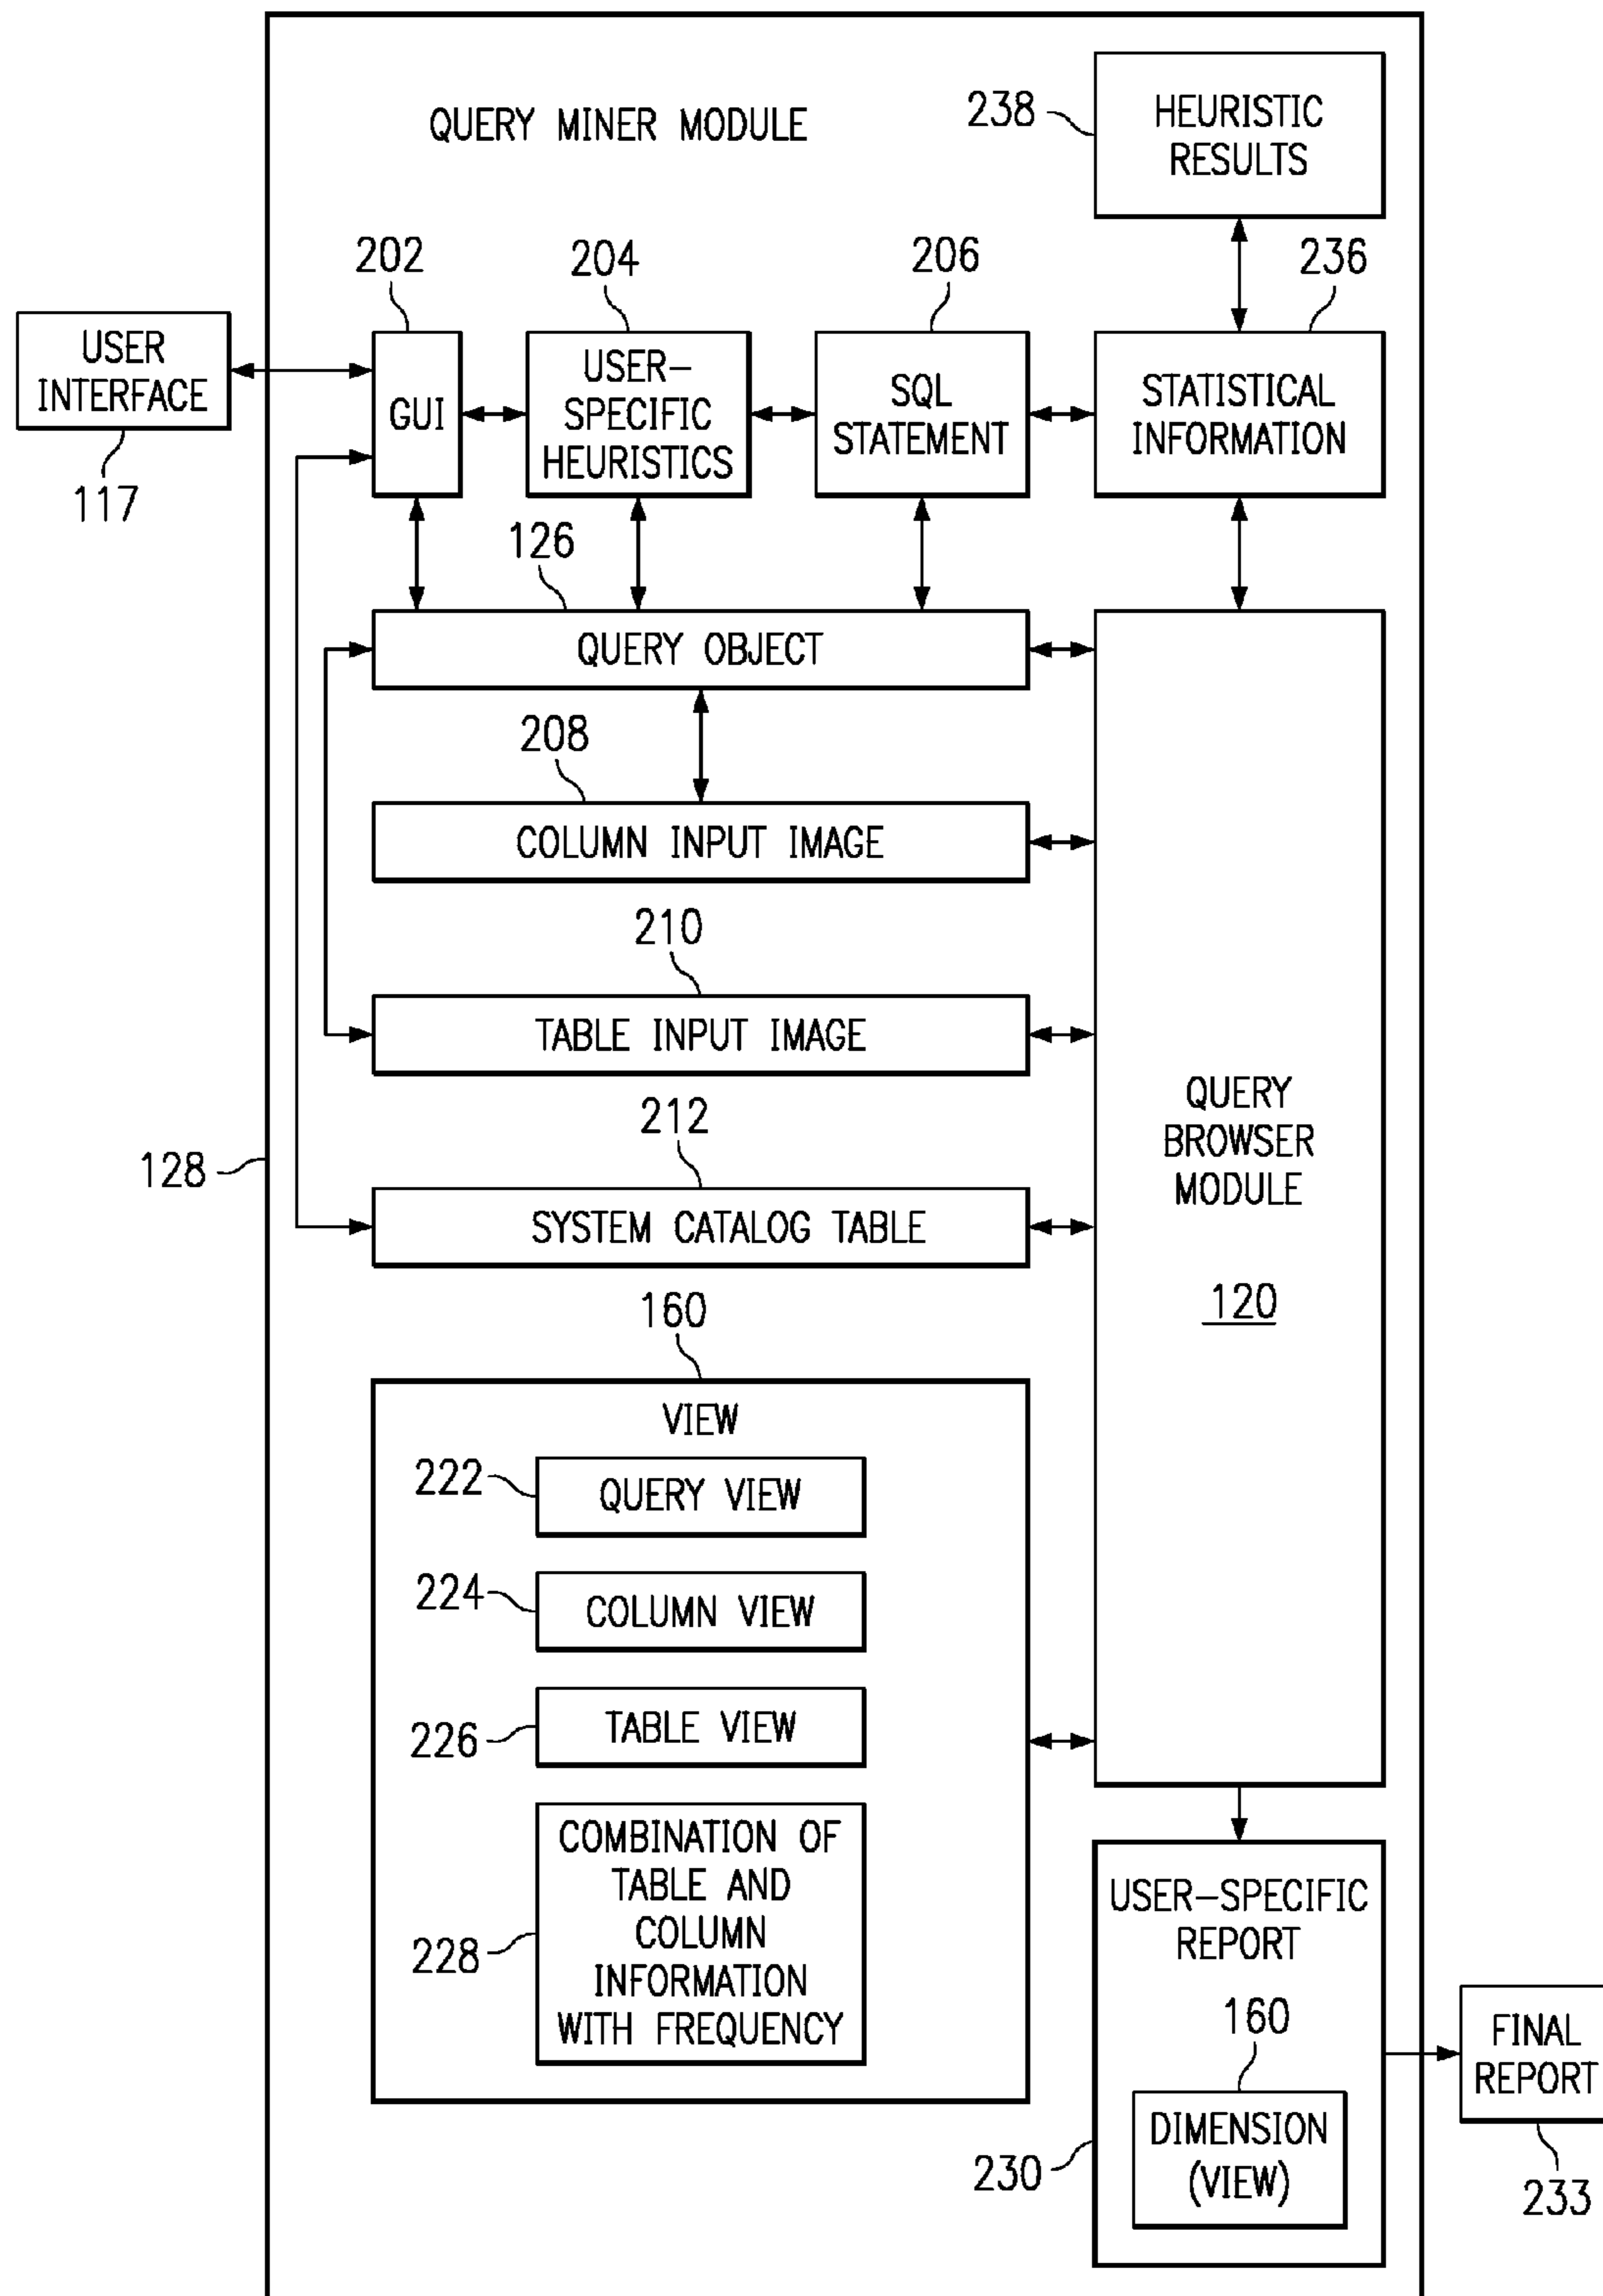 QUERY MINER MODULE
238
HEURISTIC
RESULTS
202
204
206
236
USER
INTERFACE
117
GUI
USER-
SPECIFIC
HEURISTICS
SQL
STATEMENT
STATISTICAL
INFORMATION
126
QUERY OBJECT
208
COLUMN INPUT IMAGE
210
TABLE INPUT IMAGE
212
SYSTEM CATALOG TABLE
128
QUERY
BROWSER
MODULE
120
160
VIEW
222
QUERY VIEW
224
COLUMN VIEW
226
TABLE VIEW
228
COMBINATION OF
TABLE AND
COLUMN
INFORMATION
WITH FREQUENCY
USER-SPECIFIC
REPORT
160
DIMENSION
(VIEW)
230
FINAL
REPORT
233